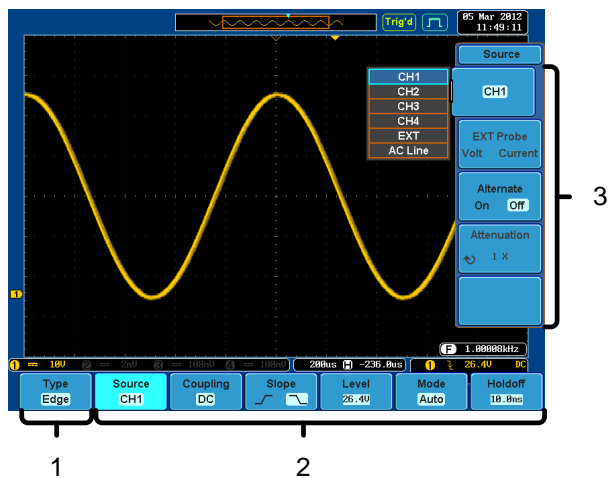 Trig'd
05 Mar 2012
11:49:11
Source
CH1
CH2
CH3
CH4
EXT
AC Line
CH1
EXT Probe
Volt Current
Alternate
On Off
Attenuation
1 X
3
1
F 1.00008kHz
1 10V 2 2mV 3 100mV 4 100mV 200us H -236.0us 1 26.4V DC
Type
Edge
Source
CH1
Coupling
DC
Slope
Level
26.4V
Mode
Auto
Holdoff
10.0ns
1
2